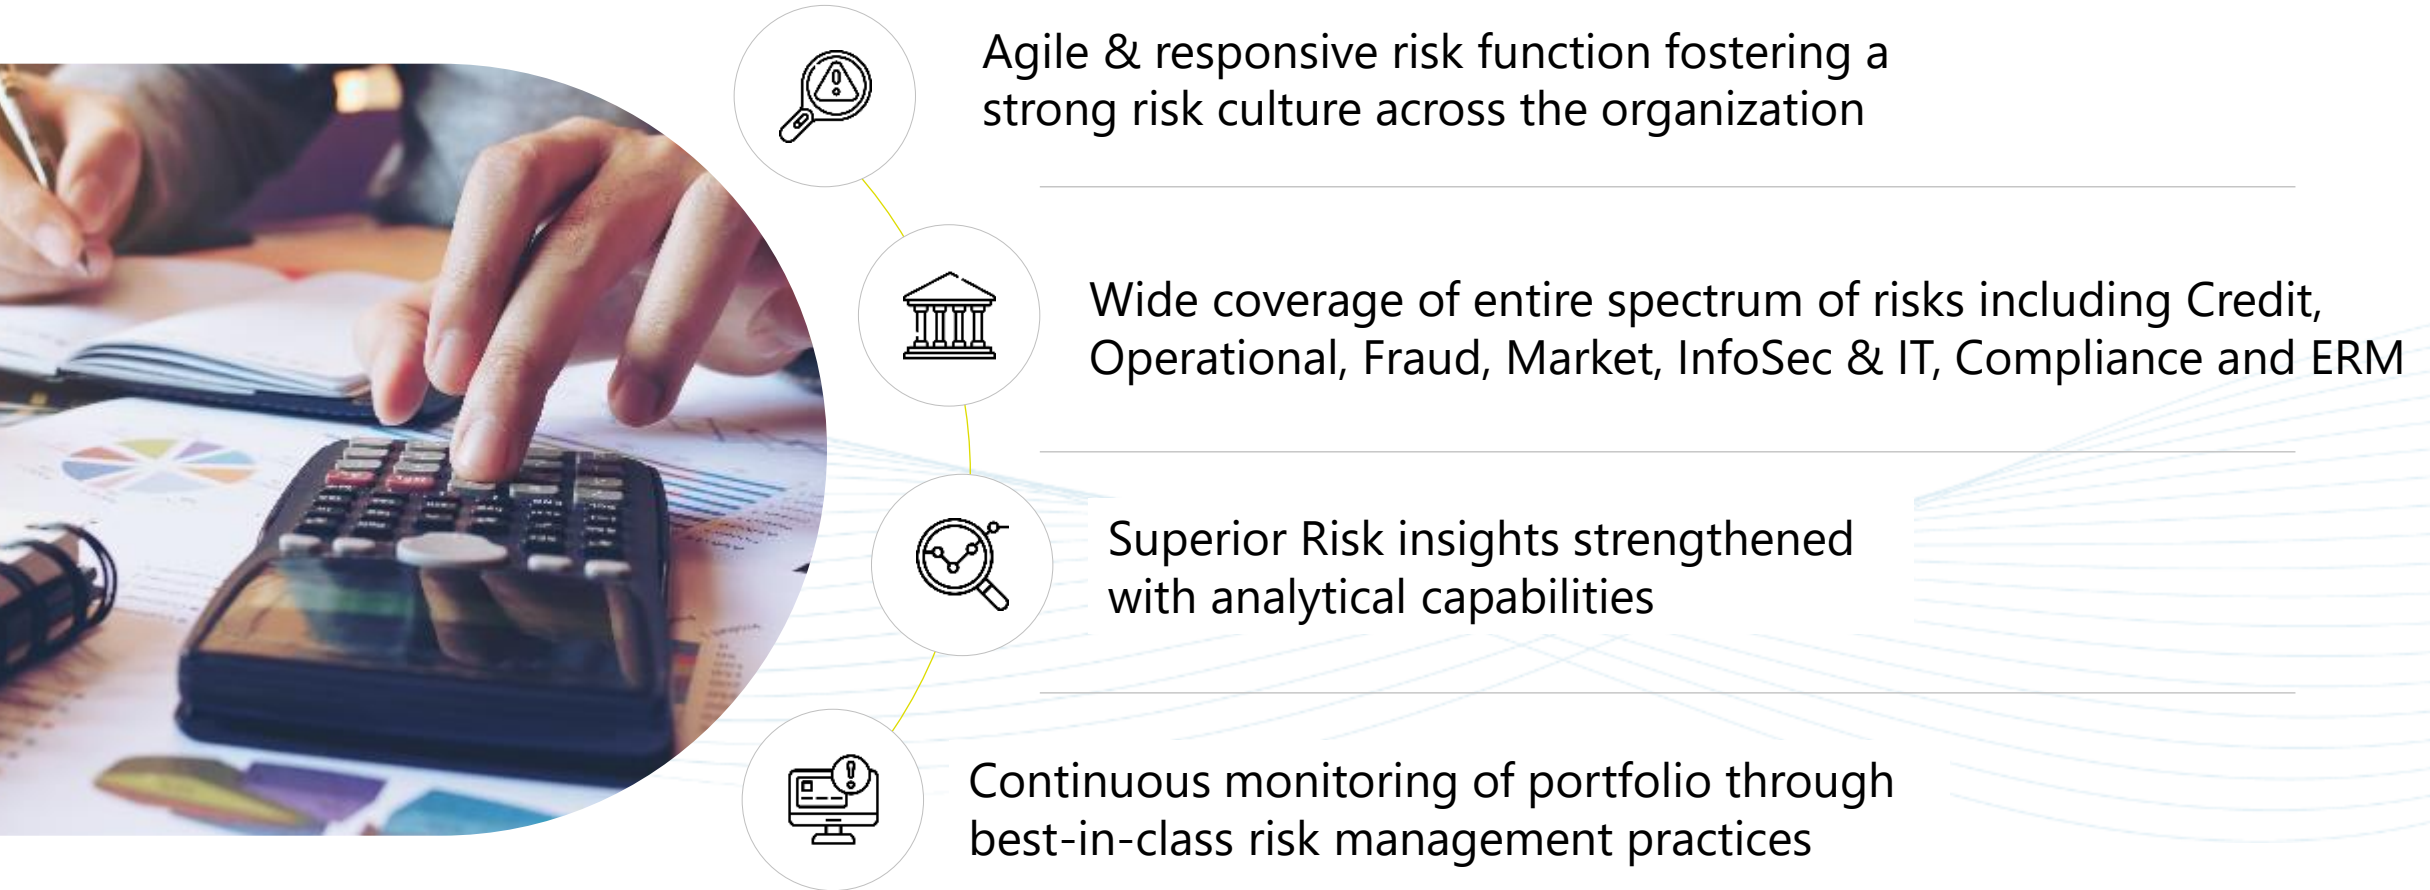 Agile & responsive risk function fostering a
strong risk culture across the organization
Wide coverage of entire spectrum of risks including Credit,
Operational, Fraud, Market, InfoSec & IT, Compliance and ERM
Superior Risk insights strengthened
with analytical capabilities
Continuous monitoring of portfolio through
best-in-class risk management practices